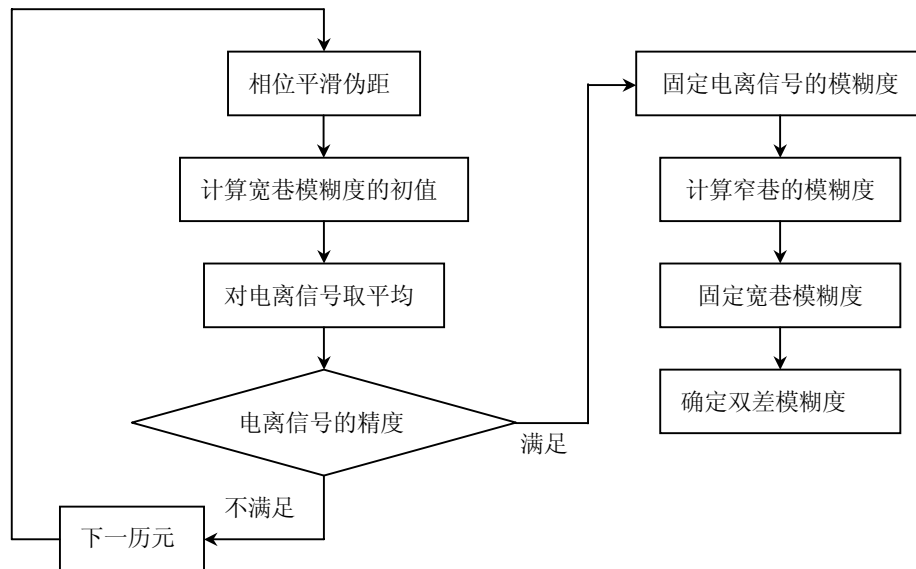 相位平滑伪距
计算宽巷模糊度的初值
对电离信号取平均
电离信号的精度
满足
不满足
下一历元
固定电离信号的模糊度
计算窄巷的模糊度
固定宽巷模糊度
确定双差模糊度